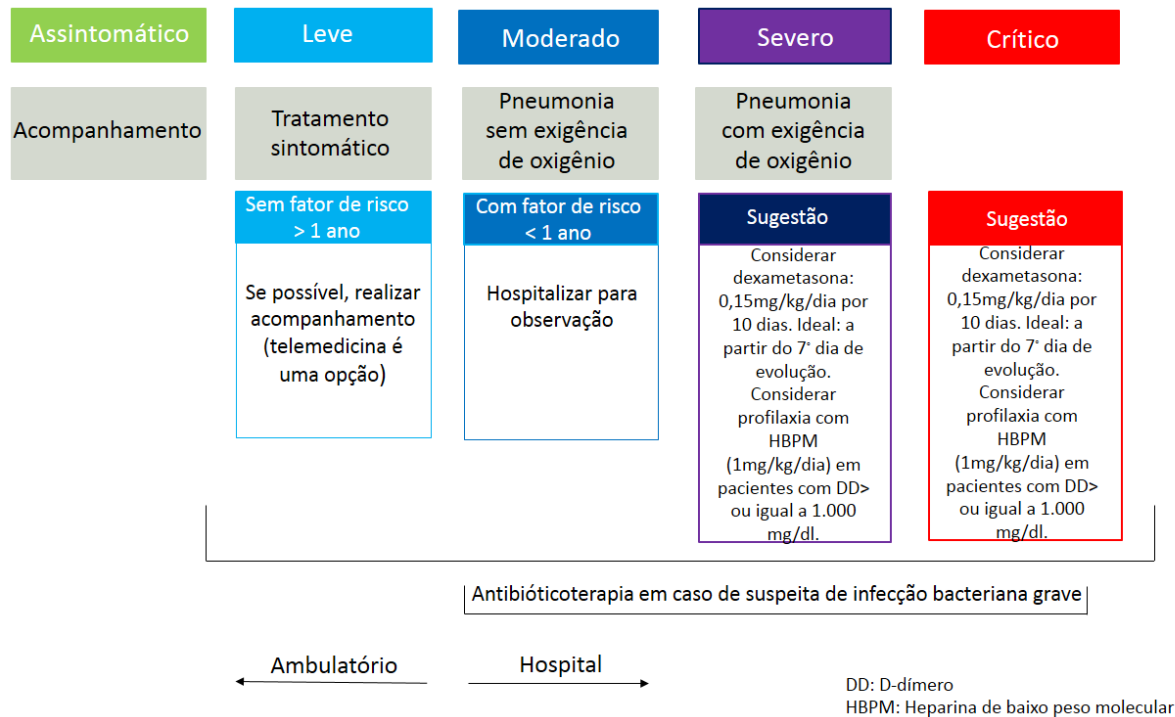 Assintomático
Leve
Moderado
Severo
Crítico
Acompanhamento
Tratamento
sintomático
Pneumonia
sem exigência
de oxigênio
Pneumonia
com exigência
de oxigênio
Sem fator de risco
> 1 ano
Se possível, realizar
acompanhamento
(telemedicina é
uma opção)
Com fator de risco
< 1 ano
Hospitalizar para
observação
Sugestão
Considerar
dexametasona:
0,15mg/kg/dia por
10 dias. Ideal: a
partir do 7° dia de
evolução.
Considerar
profilaxia com
HBPM
(1mg/kg/dia) em
pacientes com DD>
ou igual a 1.000
mg/dl.
Sugestão
Considerar
dexametasona:
0,15mg/kg/dia por
10 dias. Ideal: a
partir do 7° dia de
evolução.
Considerar
profilaxia com
HBPM
(1mg/kg/dia) em
pacientes com DD>
ou igual a 1.000
mg/dl.
Antibióticoterapia em caso de suspeita de infecção bacteriana grave
Ambulatório
Hospital
DD: D-dímero
HBPM: Heparina de baixo peso molecular